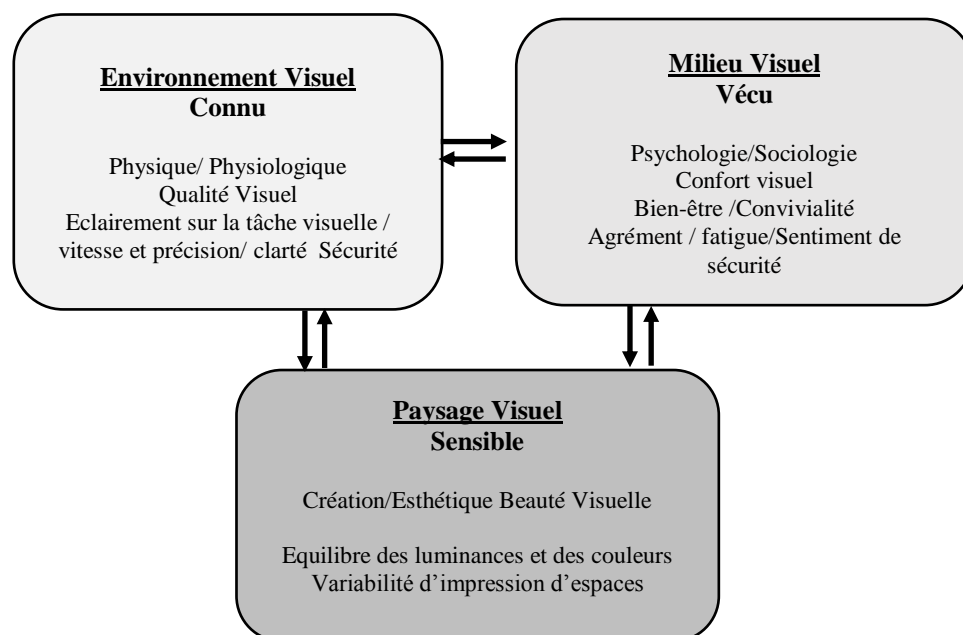 Environnement Visuel
Connu
Physique/ Physiologique
Qualité Visuel
Eclairement sur la tâche visuelle /
vitesse et précision/ clarté  Sécurité
Milieu Visuel
Vécu
Psychologie/Sociologie
Confort visuel
Bien-être /Convivialité
Agrément / fatigue/Sentiment de
sécurité
Paysage Visuel
Sensible
Création/Esthétique Beauté Visuelle
Equilibre des luminances et des couleurs
Variabilité d’impression d’espaces